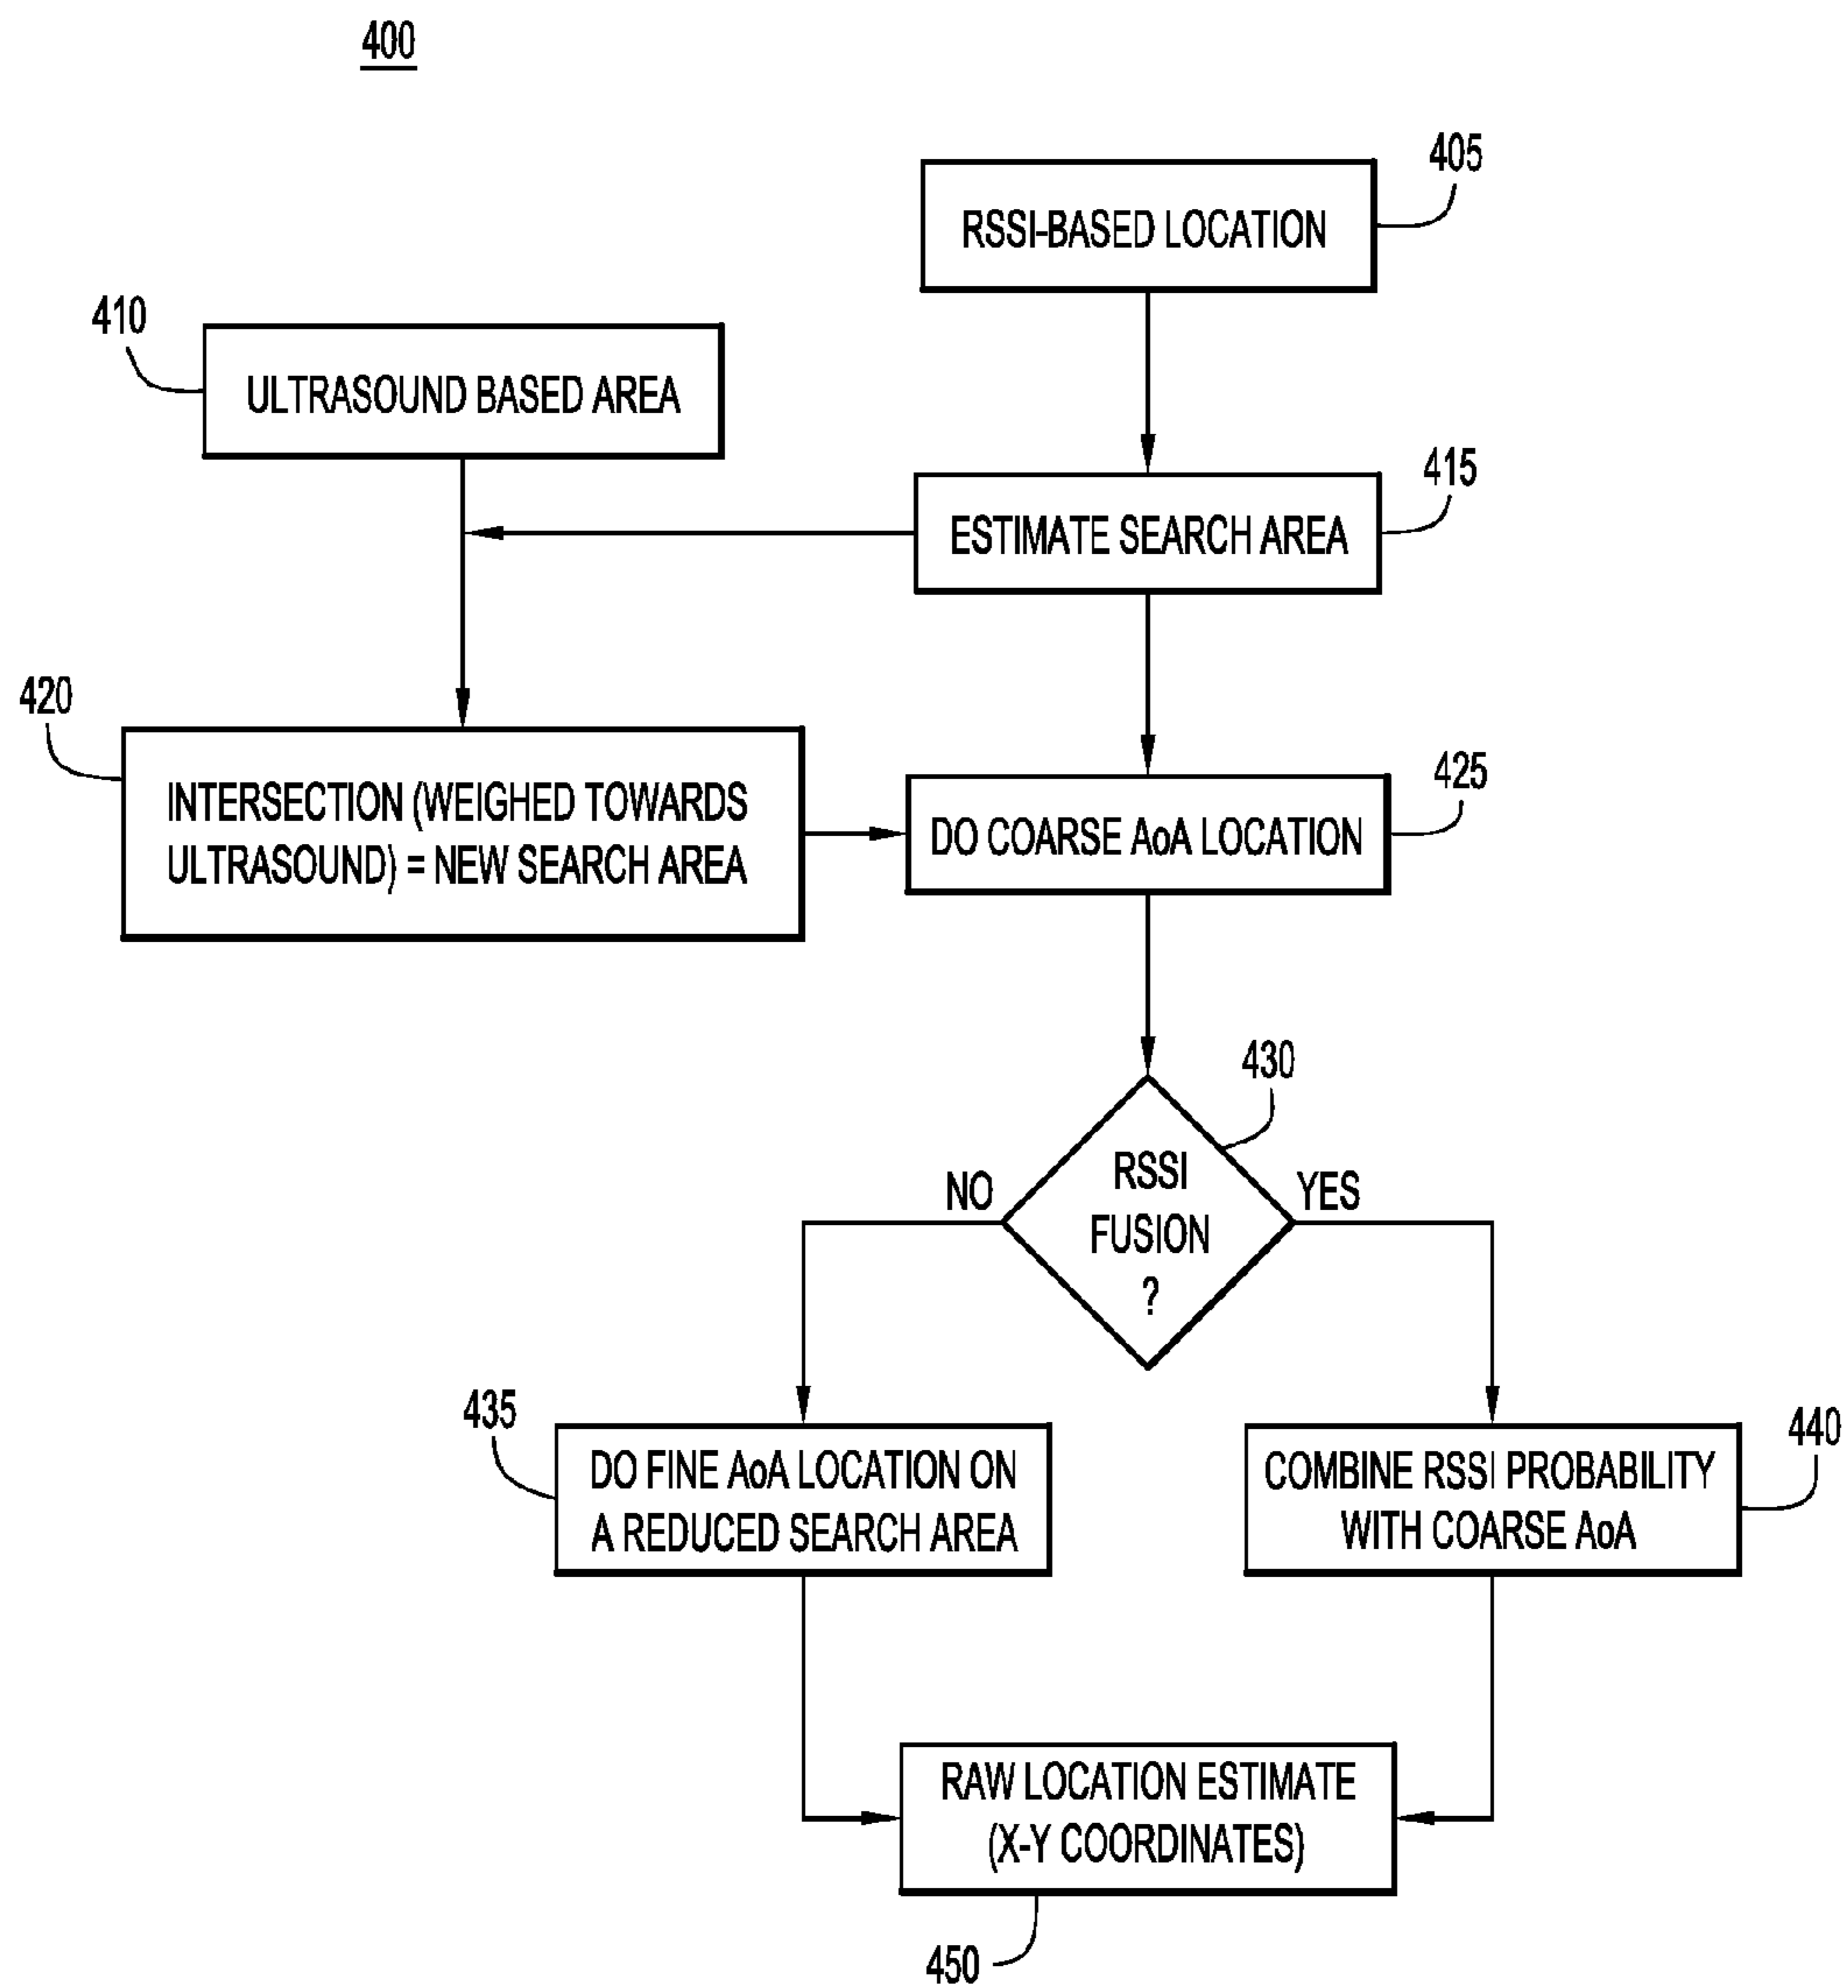 400
405
RSSI-BASED LOCATION
410
ULTRASOUND BASED AREA
415
ESTIMATE SEARCH AREA
420
INTERSECTION (WEIGHED TOWARDS
ULTRASOUND) = NEW SEARCH AREA
425
DO COARSE AoA LOCATION
430
RSSI
FUSION
?
NO
YES
435
DO FINE AoA LOCATION ON
A REDUCED SEARCH AREA
440
COMBINE RSSI PROBABILITY
WITH COARSE AoA
RAW LOCATION ESTIMATE
(X-Y COORDINATES)
450